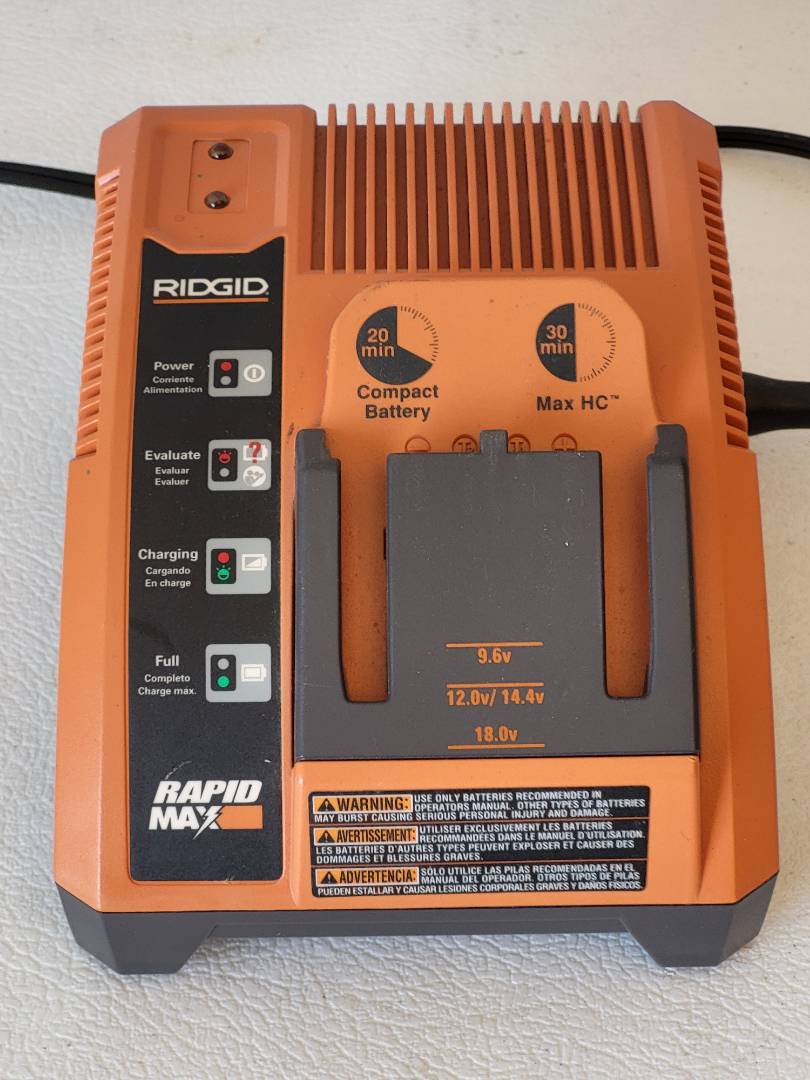 RIDGID
Power
Corriente
Alimentation
Evaluate
Evaluar
Evaluer
?
Charging
Cargando
En charge
Full
Completo
Charge máx.
RAPID
MAX
20
min
Compact
Battery
30
min
Max HC™
9.6v
12.0v/ 14.4v
18.0v
WARNING: USE ONLY BATTERIES RECOMMENDED IN
OPERATORS MANUAL. OTHER TYPES OF BATTERIES
MAY BURST CAUSING SERIOUS PERSONAL INJURY AND DAMAGE.
AVERTISSEMENT: UTILISER EXCLUSIVEMENT LES BATTERIES
RECOMMANDÉES DANS LE MANUEL D'UTILISATION.
LES BATTERIES D'AUTRES TYPES PEUVENT EXPLOSER ET CAUSER DES
DOMMAGES ET BLESSURES GRAVES.
ADVERTENCIA: SÓLO UTILICE LAS PILAS RECOMENDADAS EN EL
MANUAL DEL OPERADOR. OTROS TIPOS DE PILAS
PUEDEN ESTALLAR Y CAUSAR LESIONES CORPORALES GRAVES Y DAÑOS FÍSICOS.